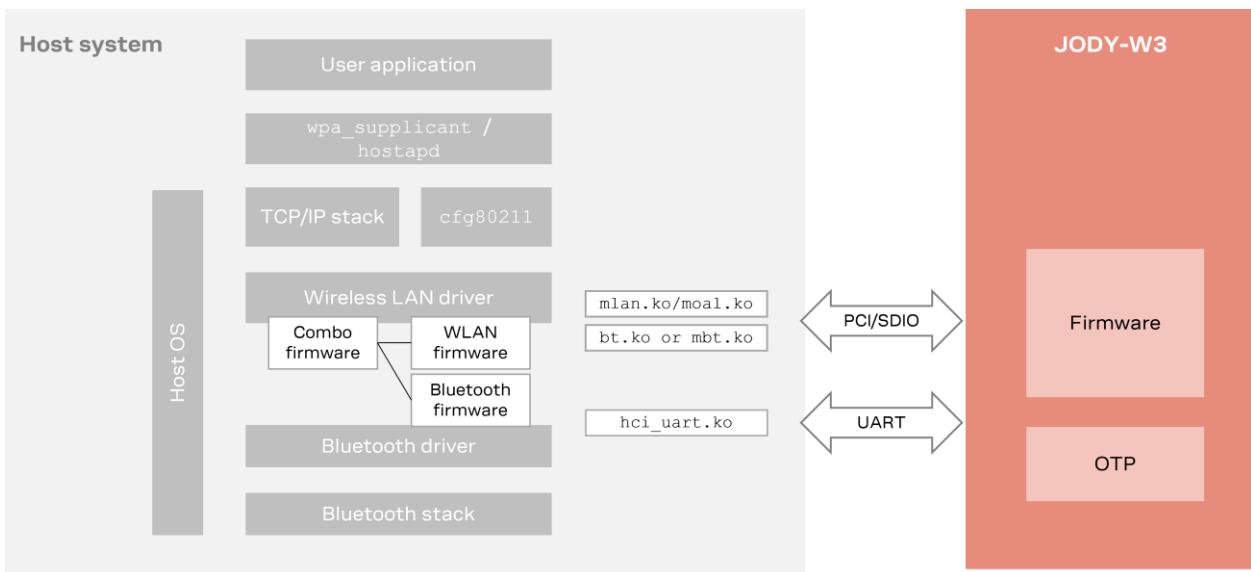 Host system
User application
wpa_supplicant /
hostapd
TCP/IP stack
cfg80211
Host OS
Wireless LAN driver
Combo
firmware
WLAN
firmware
Bluetooth
firmware
Bluetooth driver
Bluetooth stack
mlan.ko/moal.ko
bt.ko or mbt.ko
hci_uart.ko
PCI/SDIO
UART
JODY-W3
Firmware
OTP